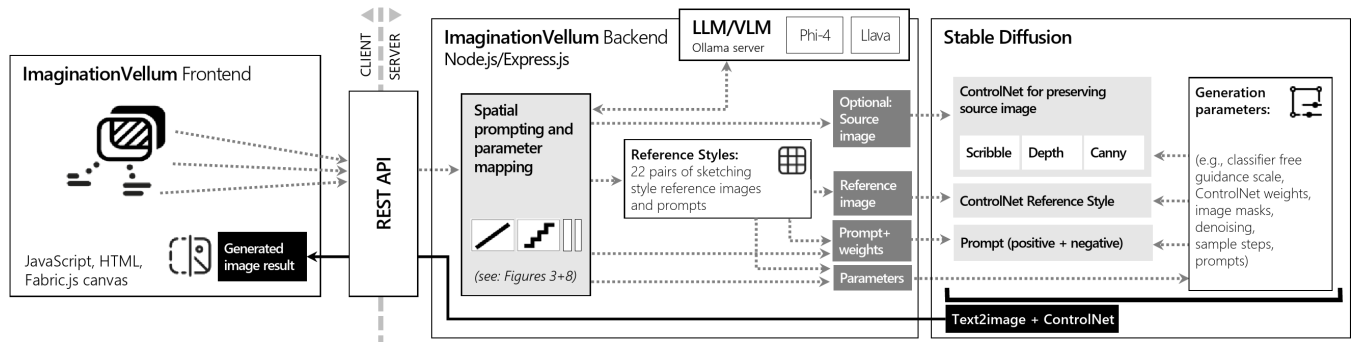 ImaginationVellum Frontend
JavaScript, HTML,
Fabric.js canvas
Generated
image result
CLIENT
SERVER
REST API
ImaginationVellum Backend
Node.js/Express.js
LLM/VLM
Ollama server
Phi-4
Llava
Spatial
prompting and
parameter
mapping
(see: Figures 3+8)
Reference Styles:
22 pairs of sketching
style reference images
and prompts
Optional:
Source
image
Reference
image
Prompt+
weights
Parameters
Stable Diffusion
ControlNet for preserving
source image
Scribble
Depth
Canny
ControlNet Reference Style
Prompt (positive + negative)
Generation
parameters:
(e.g., classifier free
guidance scale,
ControlNet weights,
image masks,
denoising,
sample steps,
prompts)
Text2image + ControlNet